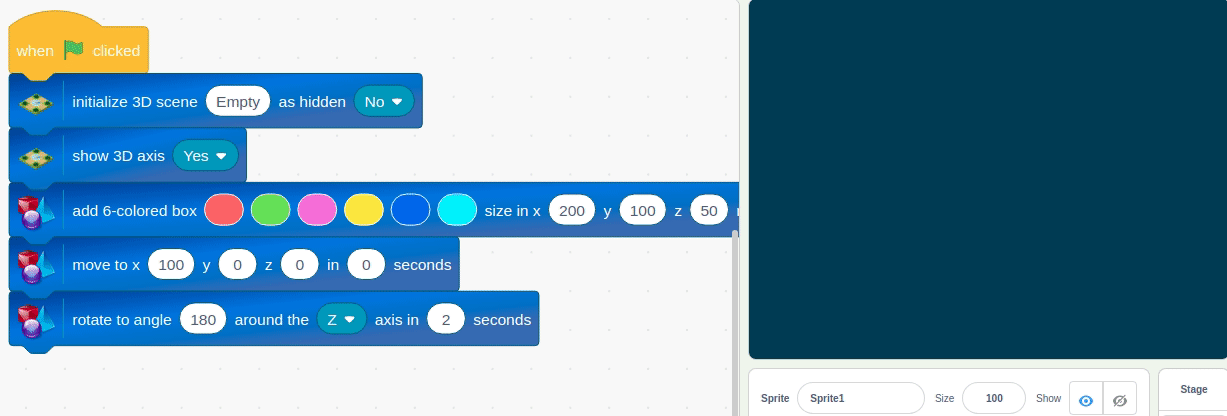 when clicked
initialize 3D scene Empty as hidden No
show 3D axis Yes
add 6-colored box size in x 200 y 100 z 50
move to x 100 y 0 z 0 in 0 seconds
rotate to angle 180 around the Z axis in 2 seconds
Sprite Sprite1 Size 100 Show
Stage